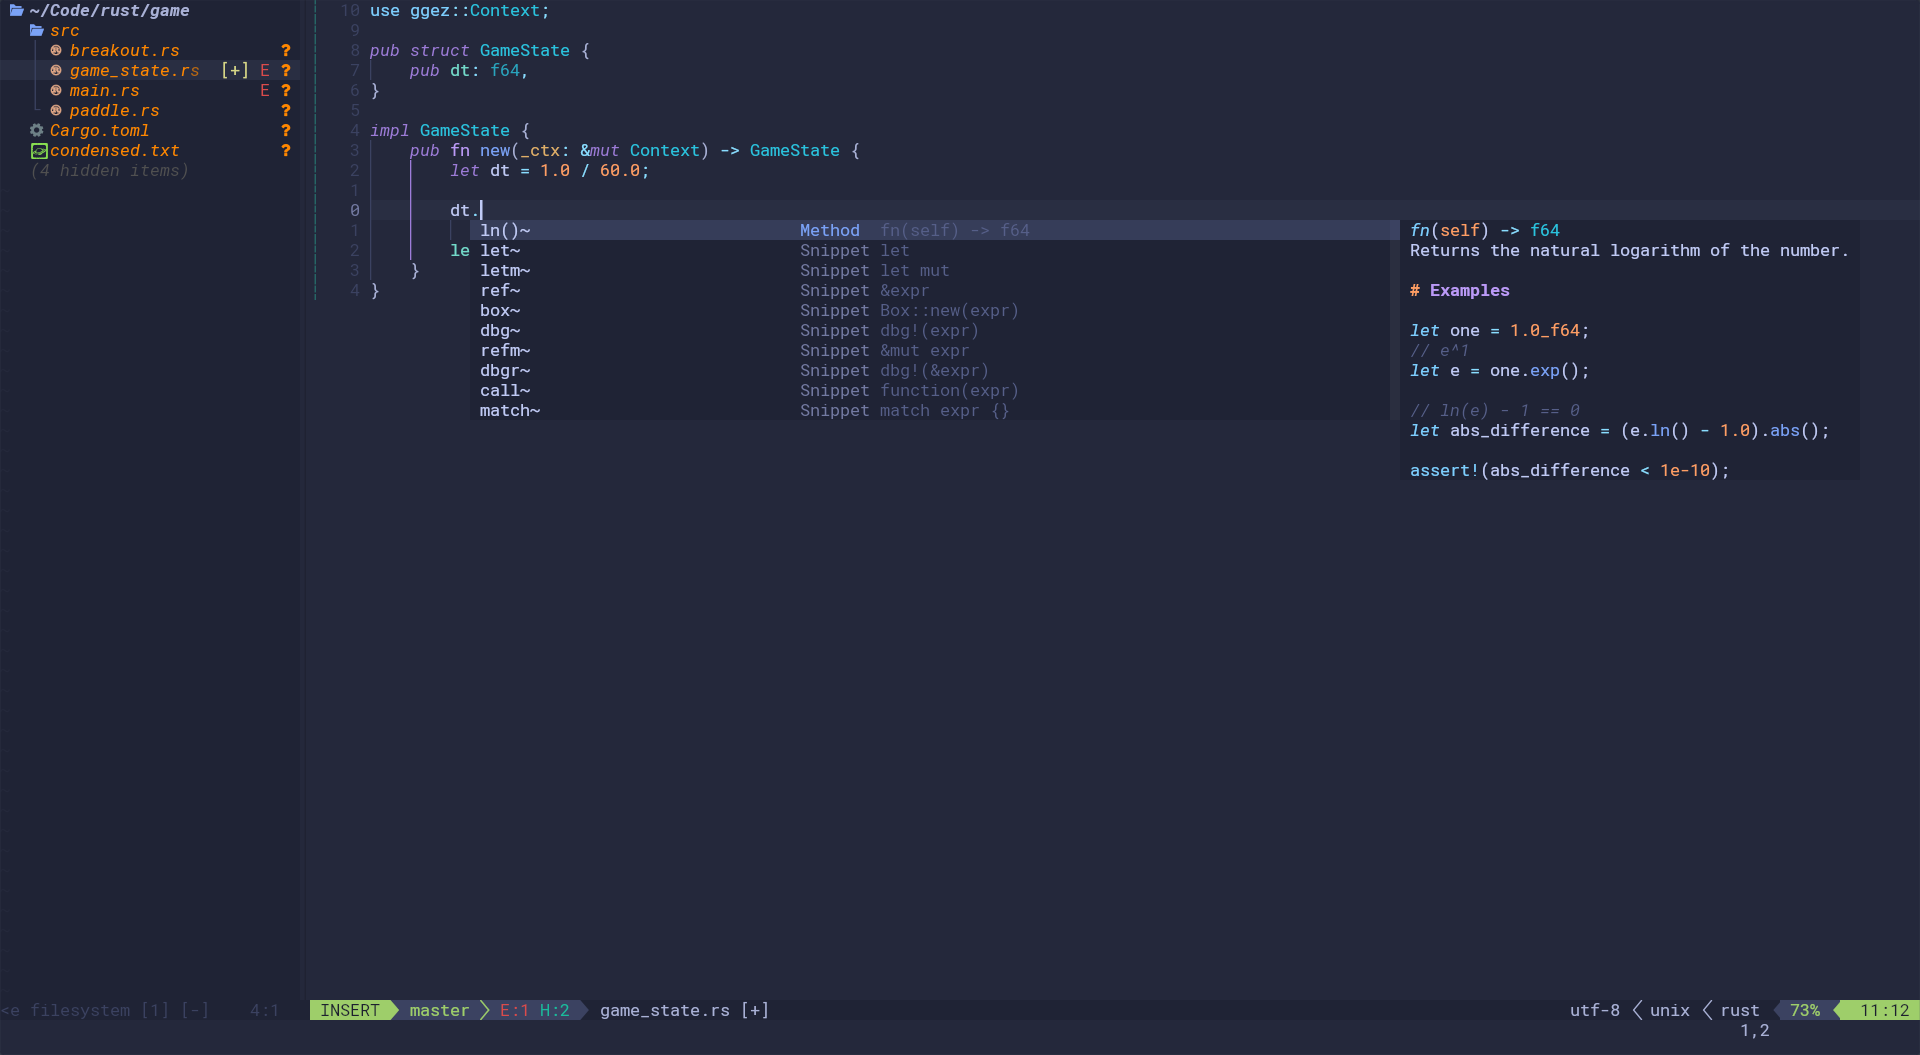 ~/Code/rust/game
src
breakout.rs ?
game_state.rs [+] E ?
main.rs E ?
paddle.rs ?
Cargo.toml ?
condensed.txt ?
(4 hidden items)
10 use ggez::Context;
9
8 pub struct GameState {
7 pub dt: f64,
6 }
5
4 impl GameState {
3 pub fn new(_ctx: &mut Context) -> GameState {
2 let dt = 1.0 / 60.0;
1
0 dt.
1
2 le
3 }
4 }
ln()~ Method fn(self) -> f64
let~ Snippet let
letm~ Snippet let mut
ref~ Snippet &expr
box~ Snippet Box::new(expr)
dbg~ Snippet dbg!(expr)
refm~ Snippet &mut expr
dbgr~ Snippet dbg!(&expr)
call~ Snippet function(expr)
match~ Snippet match expr {}
fn(self) -> f64
Returns the natural logarithm of the number.
# Examples
let one = 1.0_f64;
// e^1
let e = one.exp();
// ln(e) - 1 == 0
let abs_difference = (e.ln() - 1.0).abs();
assert!(abs_difference < 1e-10);
<e filesystem [1] [-] 4:1
INSERT master E:1 H:2 game_state.rs [+] utf-8 unix rust 73% 11:12
1,2